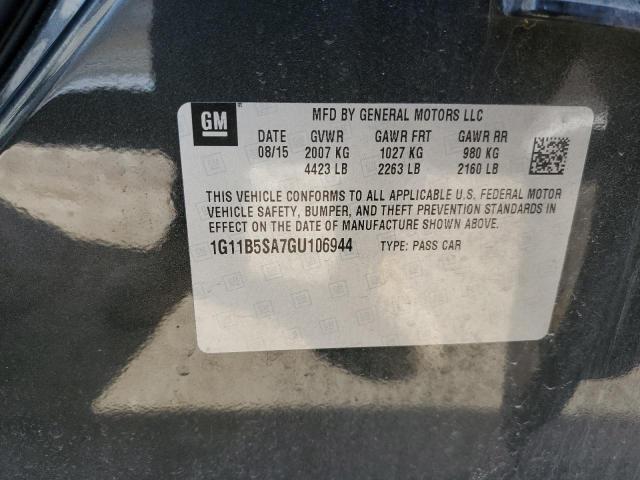 GM MFD BY GENERAL MOTORS LLC
DATE GVWR GAWR FRT GAWR RR
08/15 2007 KG 1027 KG 980 KG
4423 LB 2263 LB 2160 LB
THIS VEHICLE CONFORMS TO ALL APPLICABLE U.S. FEDERAL MOTOR
VEHICLE SAFETY, BUMPER, AND THEFT PREVENTION STANDARDS IN
EFFECT ON THE DATE OF MANUFACTURE SHOWN ABOVE.
1G11B5SA7GU106944 TYPE: PASS CAR